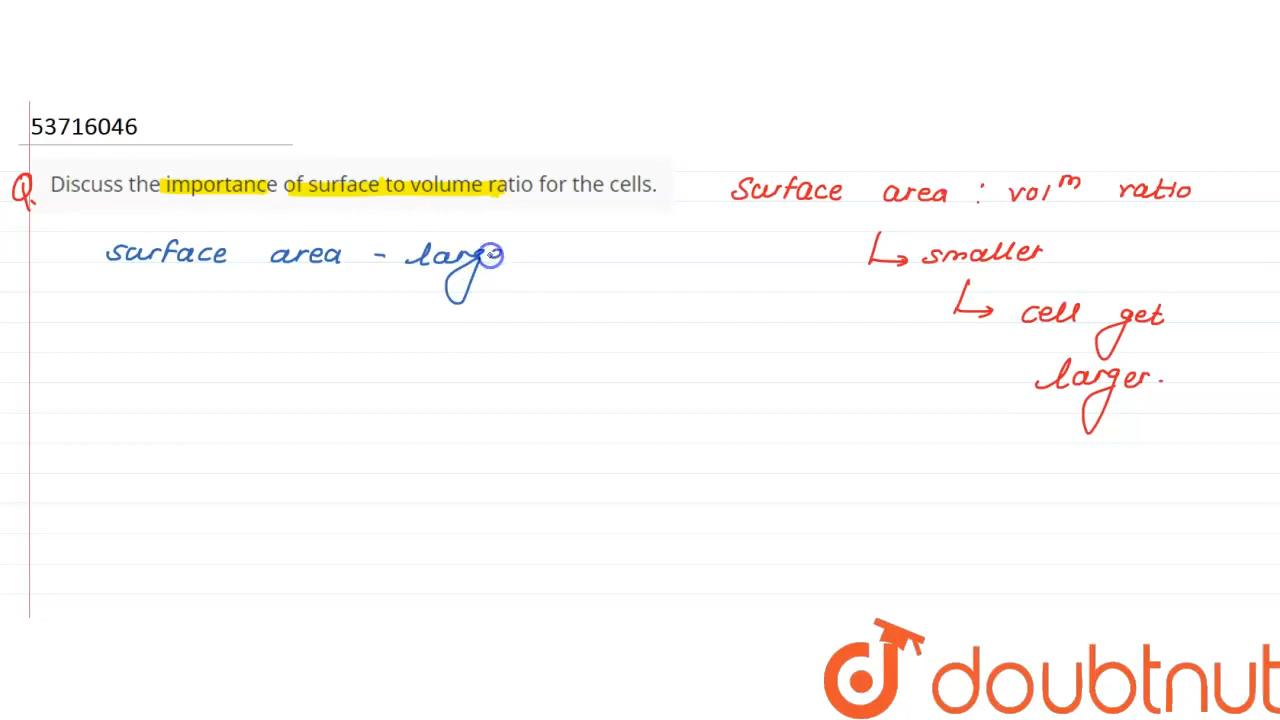 53716046
Q. Discuss the importance of surface to volume ratio for the cells.
surface area - large
surface area : volᵐ ratio
↳ smaller
↳ cell get
larger.
doubtnut